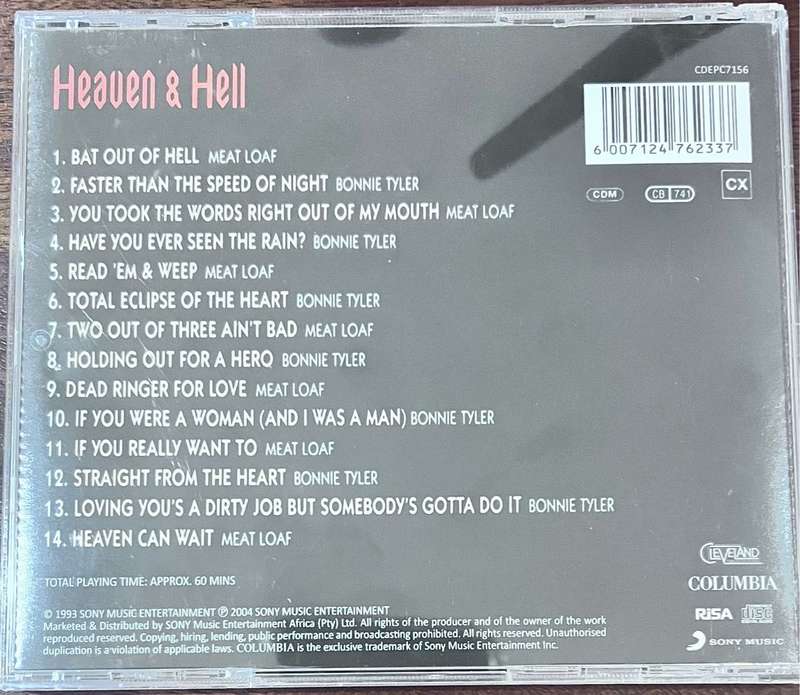 Heaven & Hell
CDEPC7156
6 007124 762337
CDM
CB 741
CX
1. BAT OUT OF HELL MEAT LOAF
2. FASTER THAN THE SPEED OF NIGHT BONNIE TYLER
3. YOU TOOK THE WORDS RIGHT OUT OF MY MOUTH MEAT LOAF
4. HAVE YOU EVER SEEN THE RAIN? BONNIE TYLER
5. READ 'EM & WEEP MEAT LOAF
6. TOTAL ECLIPSE OF THE HEART BONNIE TYLER
7. TWO OUT OF THREE AIN'T BAD MEAT LOAF
8. HOLDING OUT FOR A HERO BONNIE TYLER
9. DEAD RINGER FOR LOVE MEAT LOAF
10. IF YOU WERE A WOMAN (AND I WAS A MAN) BONNIE TYLER
11. IF YOU REALLY WANT TO MEAT LOAF
12. STRAIGHT FROM THE HEART BONNIE TYLER
13. LOVING YOU'S A DIRTY JOB BUT SOMEBODY'S GOTTA DO IT BONNIE TYLER
14. HEAVEN CAN WAIT MEAT LOAF
TOTAL PLAYING TIME: APPROX. 60 MINS
© 1993 SONY MUSIC ENTERTAINMENT ℗ 2004 SONY MUSIC ENTERTAINMENT
Marketed & Distributed by SONY Music Entertainment Africa (Pty) Ltd. All rights of the producer and of the owner of the work
reproduced reserved. Copying, hiring, lending, public performance and broadcasting prohibited. All rights reserved. Unauthorised
duplication is a violation of applicable laws. COLUMBIA is the exclusive trademark of Sony Music Entertainment Inc.
CLEVELAND
COLUMBIA
RiSA
disc
SONY MUSIC